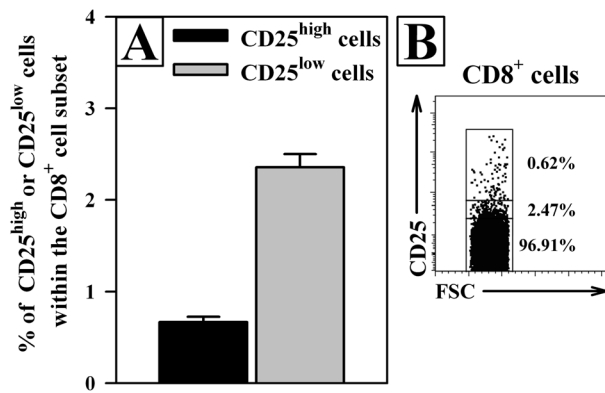 A
CD25high cells
CD25low cells
% of CD25high or CD25low cells
within the CD8+ cell subset
4
3
2
1
0
B
CD8+ cells
0.62%
2.47%
96.91%
CD25
FSC